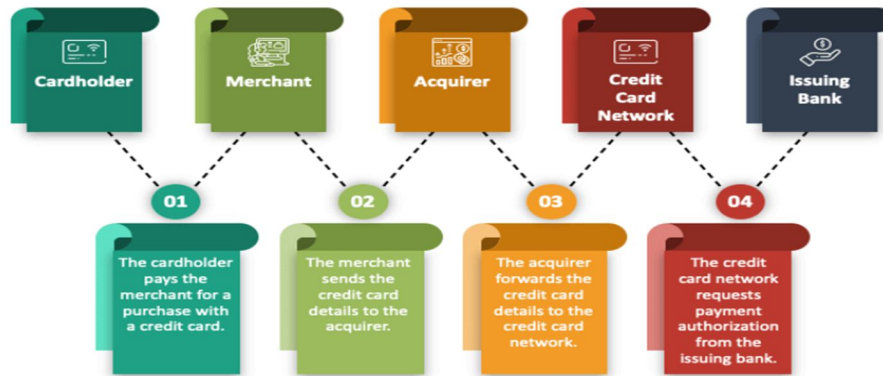 Cardholder
Merchant
Acquirer
Credit
Card
Network
Issuing
Bank
01
02
03
04
The cardholder
pays the
merchant for a
purchase with
a credit card.
The merchant
sends the
credit card
details to the
acquirer.
The acquirer
forwards the
credit card
details to the
credit card
network.
The credit
card network
requests
payment
authorization
from the
issuing bank.